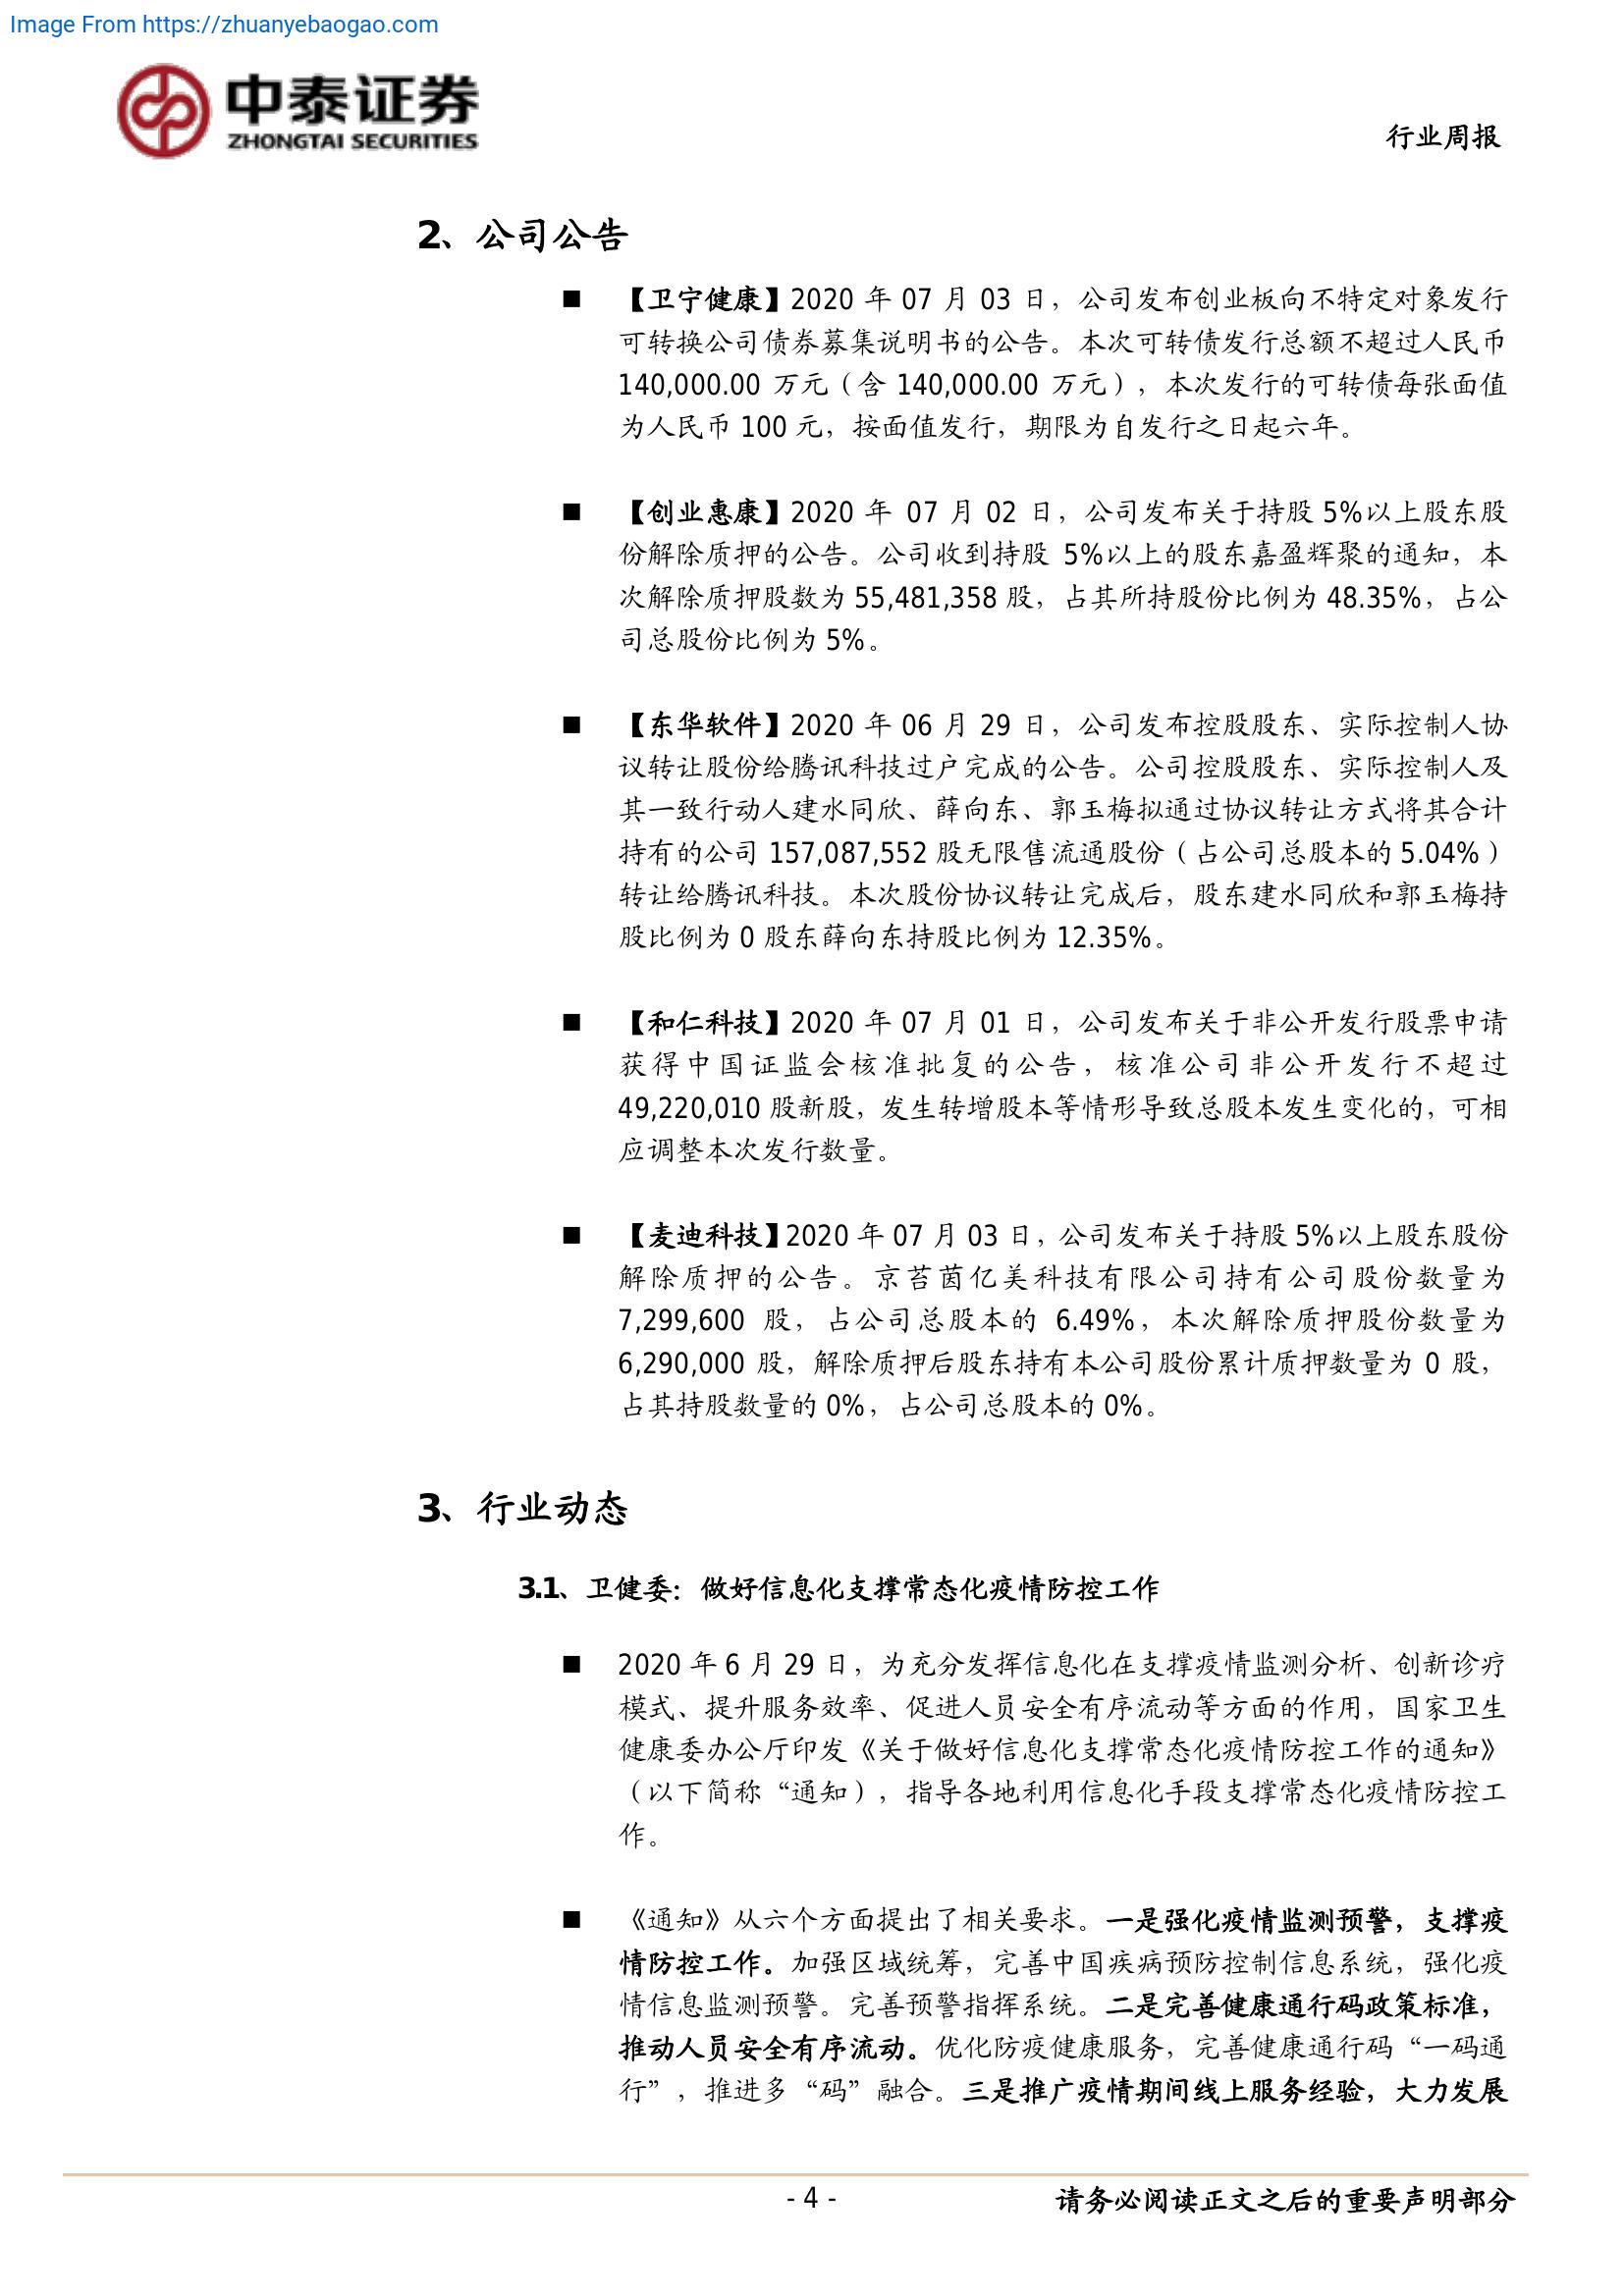 Image From https://zhuanyebaogao.com
中泰证券
ZHONGTAI SECURITIES
行业周报
2、公司公告
■ 【卫宁健康】2020 年 07 月 03 日，公司发布创业板向不特定对象发行
可转换公司债券募集说明书的公告。本次可转债发行总额不超过人民币
140,000.00 万元（含 140,000.00 万元），本次发行的可转债每张面值
为人民币 100 元，按面值发行，期限为自发行之日起六年。
■ 【创业惠康】2020 年 07 月 02 日，公司发布关于持股 5%以上股东股
份解除质押的公告。公司收到持股 5%以上的股东嘉盈辉聚的通知，本
次解除质押股数为 55,481,358 股，占其所持股份比例为 48.35%，占公
司总股份比例为 5%。
■ 【东华软件】2020 年 06 月 29 日，公司发布控股股东、实际控制人协
议转让股份给腾讯科技过户完成的公告。公司控股股东、实际控制人及
其一致行动人建水同欣、薛向东、郭玉梅拟通过协议转让方式将其合计
持有的公司 157,087,552 股无限售流通股份（占公司总股本的 5.04%）
转让给腾讯科技。本次股份协议转让完成后，股东建水同欣和郭玉梅持
股比例为 0 股东薛向东持股比例为 12.35%。
■ 【和仁科技】2020 年 07 月 01 日，公司发布关于非公开发行股票申请
获得中国证监会核准批复的公告，核准公司非公开发行不超过
49,220,010 股新股，发生转增股本等情形导致总股本发生变化的，可相
应调整本次发行数量。
■ 【麦迪科技】2020 年 07 月 03 日，公司发布关于持股 5%以上股东股份
解除质押的公告。京苔茵亿美科技有限公司持有公司股份数量为
7,299,600 股，占公司总股本的 6.49%，本次解除质押股份数量为
6,290,000 股，解除质押后股东持有本公司股份累计质押数量为 0 股，
占其持股数量的 0%，占公司总股本的 0%。
3、行业动态
3.1、卫健委：做好信息化支撑常态化疫情防控工作
■ 2020 年 6 月 29 日，为充分发挥信息化在支撑疫情监测分析、创新诊疗
模式、提升服务效率、促进人员安全有序流动等方面的作用，国家卫生
健康委办公厅印发《关于做好信息化支撑常态化疫情防控工作的通知》
（以下简称“通知），指导各地利用信息化手段支撑常态化疫情防控工
作。
■ 《通知》从六个方面提出了相关要求。一是强化疫情监测预警，支撑疫
情防控工作。加强区域统筹，完善中国疾病预防控制信息系统，强化疫
情信息监测预警。完善预警指挥系统。二是完善健康通行码政策标准，
推动人员安全有序流动。优化防疫健康服务，完善健康通行码“一码通
行”，推进多“码”融合。三是推广疫情期间线上服务经验，大力发展
- 4 -
请务必阅读正文之后的重要声明部分